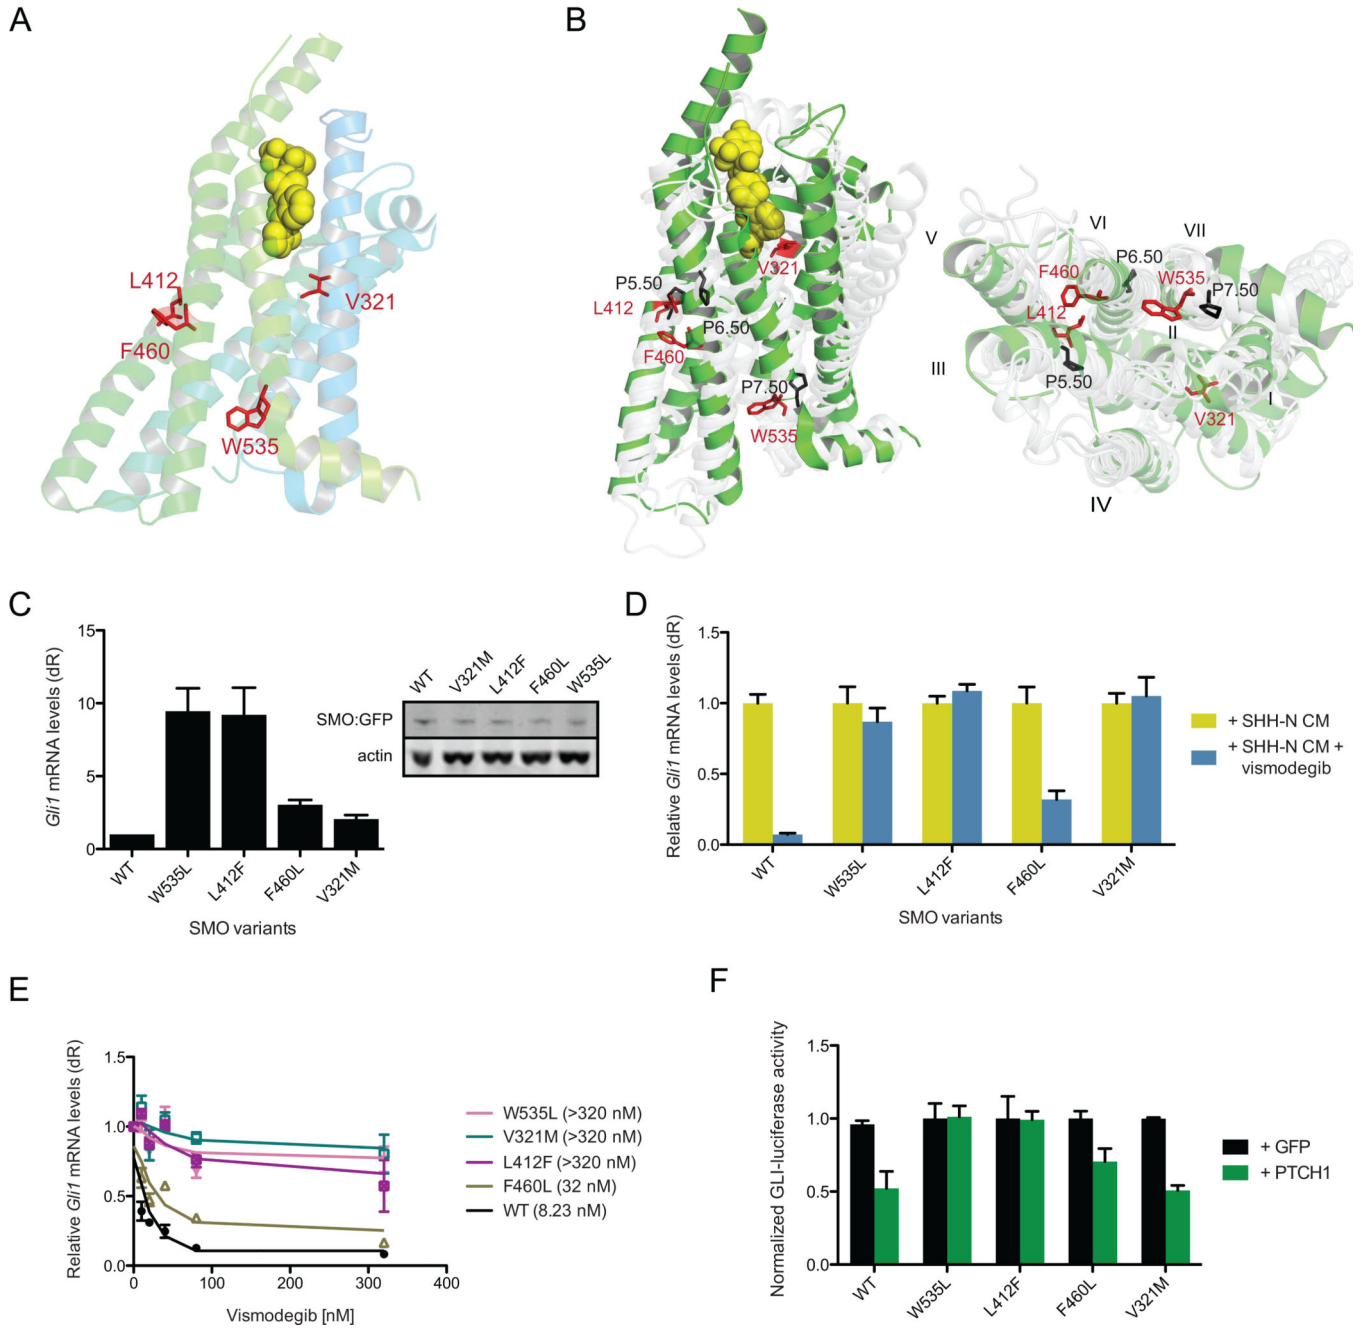 A
L412
F460
V321
W535
B
P5.50
L412
F460
P6.50
V321
P7.50
W535
V
VI
VII
F460
P6.50
W535
P7.50
L412
II
III
P5.50
V321
I
IV
C
Gli1 mRNA levels (dR)
15
10
5
0
WT
W535L
L412F
F460L
V321M
SMO variants
WT
V321M
L412F
F460L
W535L
SMO:GFP
actin
D
Relative Gli1 mRNA levels (dR)
1.5
1.0
0.5
0.0
WT
W535L
L412F
F460L
V321M
SMO variants
+ SHH-N CM
+ SHH-N CM +
vismodegib
E
Relative Gli1 mRNA levels (dR)
1.5
1.0
0.5
0.0
0
100
200
300
400
Vismodegib [nM]
W535L (>320 nM)
V321M (>320 nM)
L412F (>320 nM)
F460L (32 nM)
WT (8.23 nM)
F
Normalized GLI-luciferase activity
1.5
1.0
0.5
0.0
WT
W535L
L412F
F460L
V321M
+ GFP
+ PTCH1